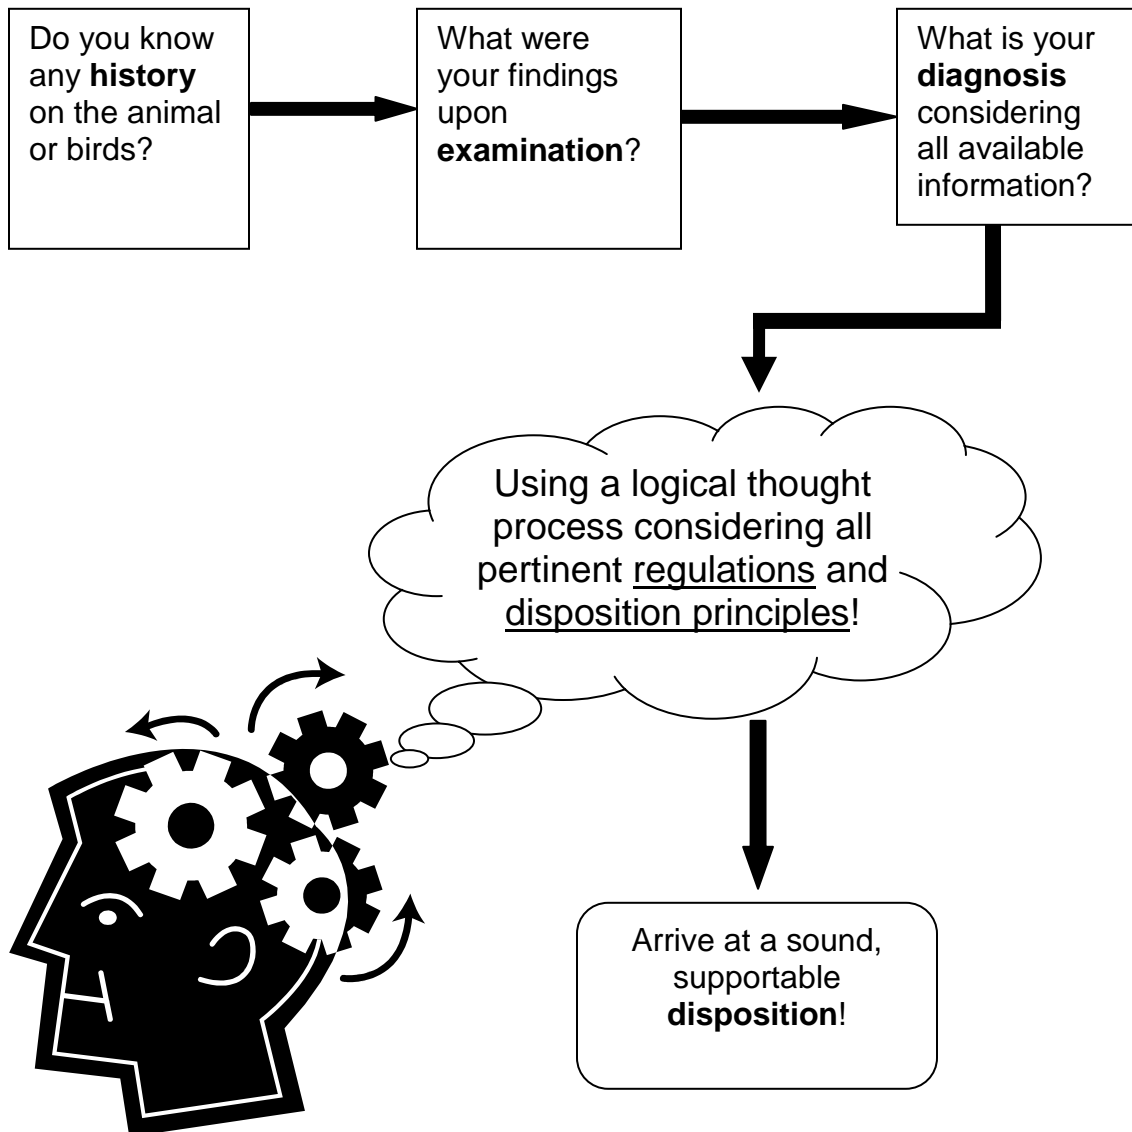 Do you know
any history
on the animal
or birds?
What were
your findings
upon
examination?
What is your
diagnosis
considering
all available
information?
Using a logical thought
process considering all
pertinent regulations and
disposition principles!
Arrive at a sound,
supportable
disposition!